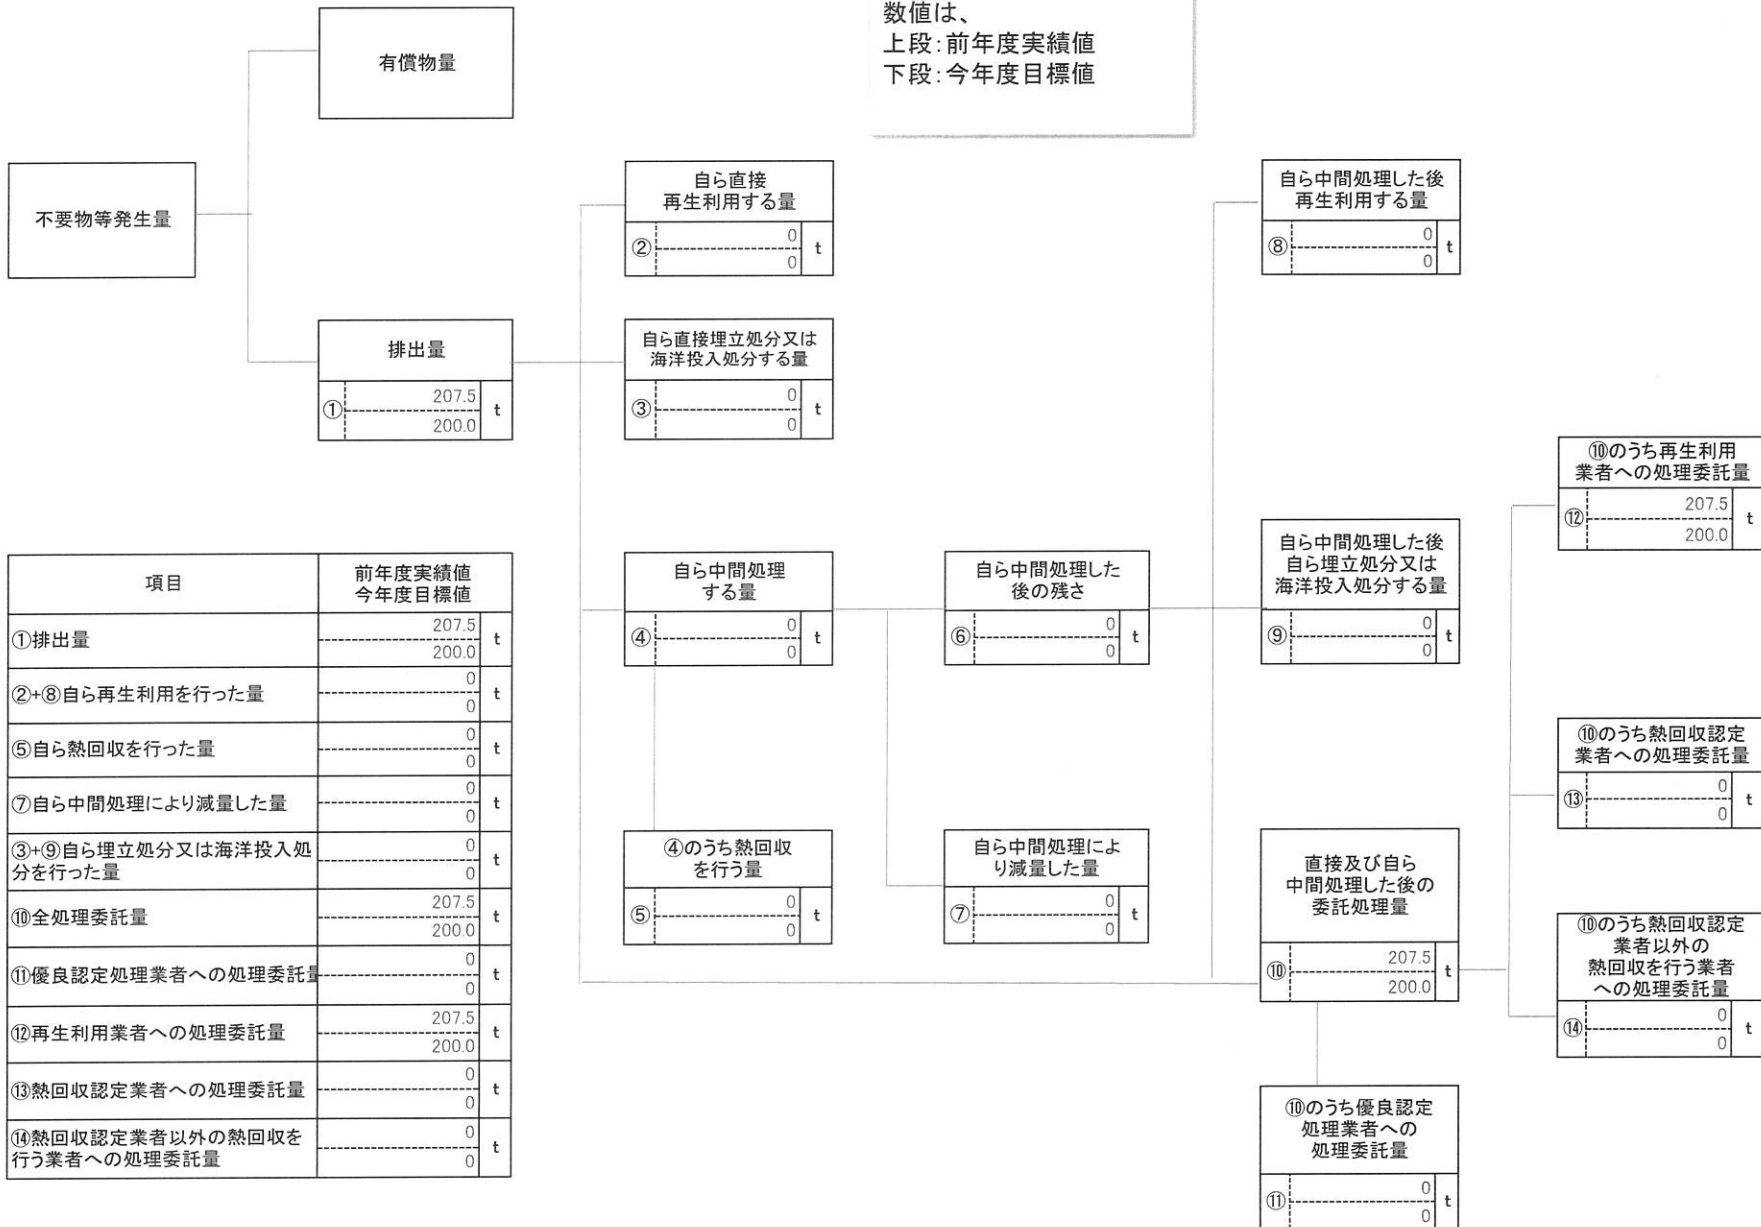 数値は、
上段：前年度実績値
下段：今年度目標値
有償物量
不要物等発生量
排出量
①
207.5
200.0
t
自ら直接
再生利用する量
②
0
0
t
自ら直接埋立処分又は
海洋投入処分する量
③
0
0
t
自ら中間処理
する量
④
0
0
t
④のうち熱回収
を行う量
⑤
0
0
t
自ら中間処理した
後の残さ
⑥
0
0
t
自ら中間処理によ
り減量した量
⑦
0
0
t
自ら中間処理した後
再生利用する量
⑧
0
0
t
自ら中間処理した後
自ら埋立処分又は
海洋投入処分する量
⑨
0
0
t
直接及び自ら
中間処理した後の
委託処理量
⑩
207.5
200.0
t
⑩のうち優良認定
処理業者への
処理委託量
⑪
0
0
t
⑩のうち再生利用
業者への処理委託量
⑫
207.5
200.0
t
⑩のうち熱回収認定
業者への処理委託量
⑬
0
0
t
⑩のうち熱回収認定
業者以外の
熱回収を行う業者
への処理委託量
⑭
0
0
t
項目
前年度実績値
今年度目標値
①排出量
207.5
200.0
t
②+⑧自ら再生利用を行った量
0
0
t
⑤自ら熱回収を行った量
0
0
t
⑦自ら中間処理により減量した量
0
0
t
③+⑨自ら埋立処分又は海洋投入処
分を行った量
0
0
t
⑩全処理委託量
207.5
200.0
t
⑪優良認定処理業者への処理委託量
0
0
t
⑫再生利用業者への処理委託量
207.5
200.0
t
⑬熱回収認定業者への処理委託量
0
0
t
⑭熱回収認定業者以外の熱回収を
行う業者への処理委託量
0
0
t